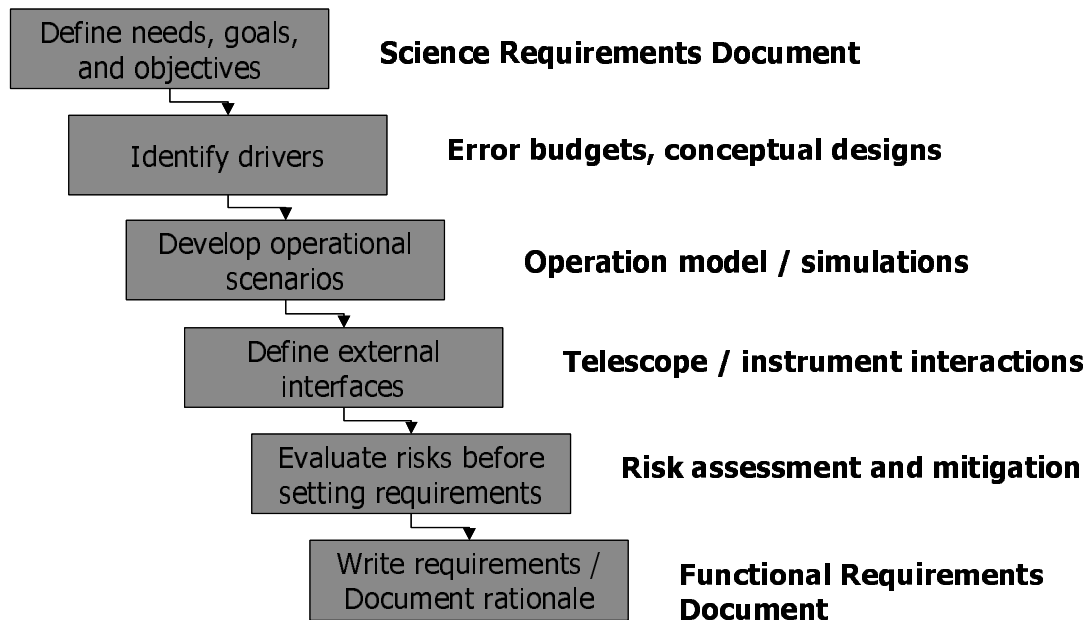 Define needs, goals,
and objectives
Science Requirements Document
Identify drivers
Error budgets, conceptual designs
Develop operational
scenarios
Operation model / simulations
Define external
interfaces
Telescope / instrument interactions
Evaluate risks before
setting requirements
Risk assessment and mitigation
Write requirements /
Document rationale
Functional Requirements
Document